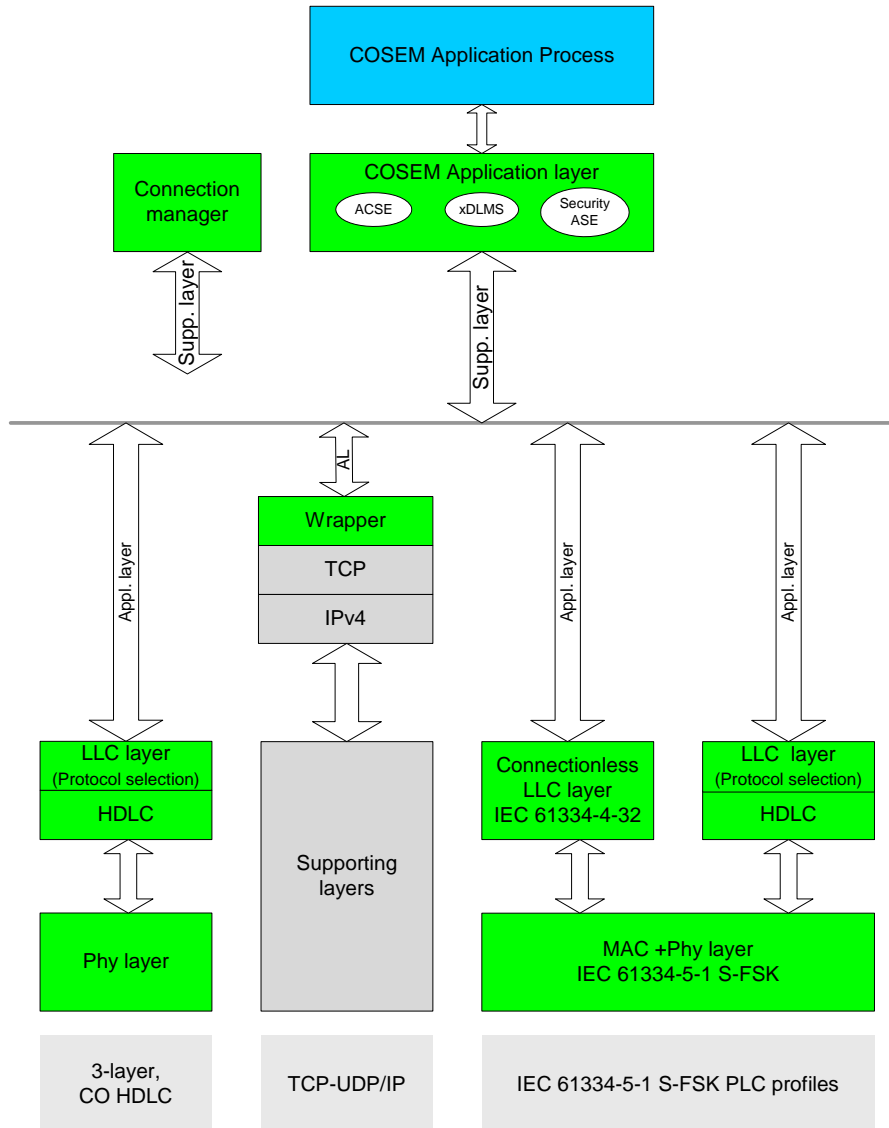 COSEM Application Process
COSEM Application layer
ACSE
xDLMS
Security
ASE
Connection
manager
Supp. layer
Supp. layer
Appl. layer
AL
Appl. layer
Appl. layer
Wrapper
TCP
IPv4
LLC layer
(Protocol selection)
HDLC
Supporting
layers
Connectionless
LLC layer
IEC 61334-4-32
LLC layer
(Protocol selection)
HDLC
Phy layer
MAC +Phy layer
IEC 61334-5-1 S-FSK
3-layer,
CO HDLC
TCP-UDP/IP
IEC 61334-5-1 S-FSK PLC profiles